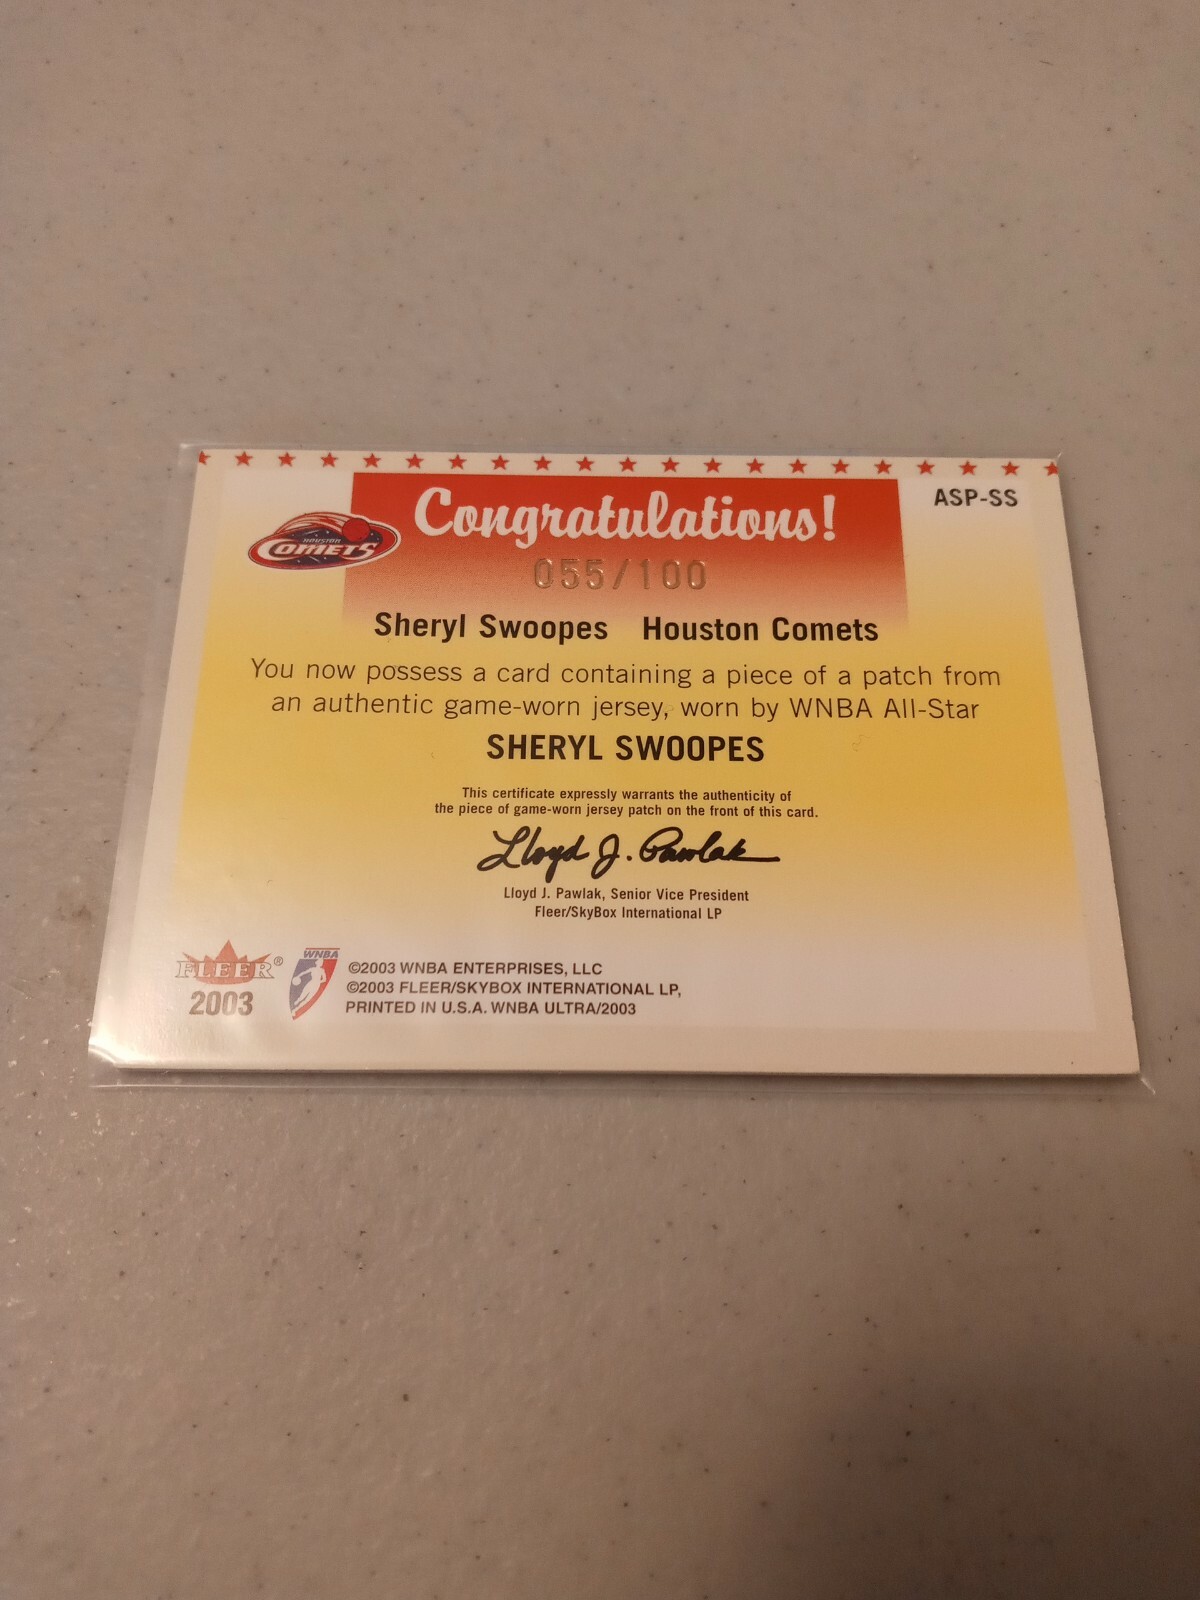 Congratulations!
ASP-SS
HOUSTON
COMETS
055/100
Sheryl Swoopes Houston Comets
You now possess a card containing a piece of a patch from
an authentic game-worn jersey, worn by WNBA All-Star
SHERYL SWOOPES
This certificate expressly warrants the authenticity of
the piece of game-worn jersey patch on the front of this card.
Lloyd J. Pawlak
Lloyd J. Pawlak, Senior Vice President
Fleer/SkyBox International LP
FLEER®
2003
WNBA
©2003 WNBA ENTERPRISES, LLC
©2003 FLEER/SKYBOX INTERNATIONAL LP,
PRINTED IN U.S.A. WNBA ULTRA/2003